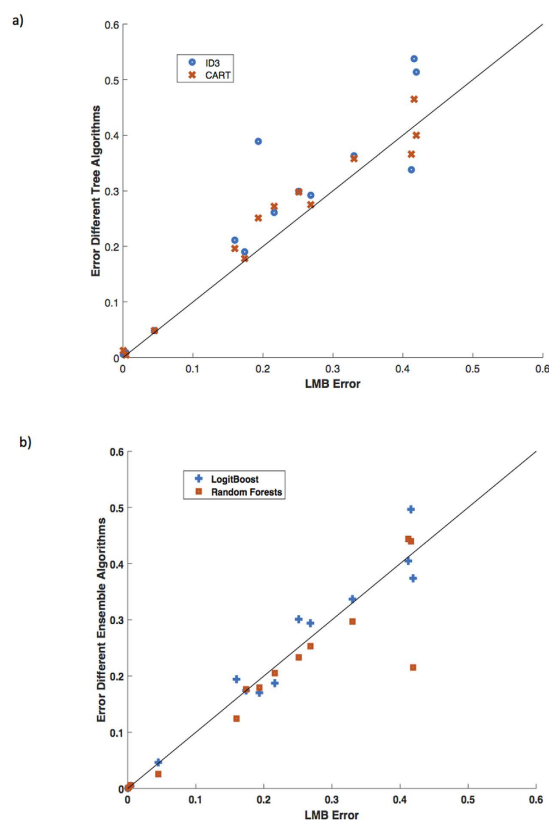 a)
0.6
0.5
ID3
CART
0.4
Error Different Tree Algorithms
0.3
0.2
0.1
0
0 0.1 0.2 0.3 0.4 0.5 0.6
LMB Error
b)
0.6
LogitBoost
Random Forests
0.5
0.4
Error Different Ensemble Algorithms
0.3
0.2
0.1
0
0 0.1 0.2 0.3 0.4 0.5 0.6
LMB Error